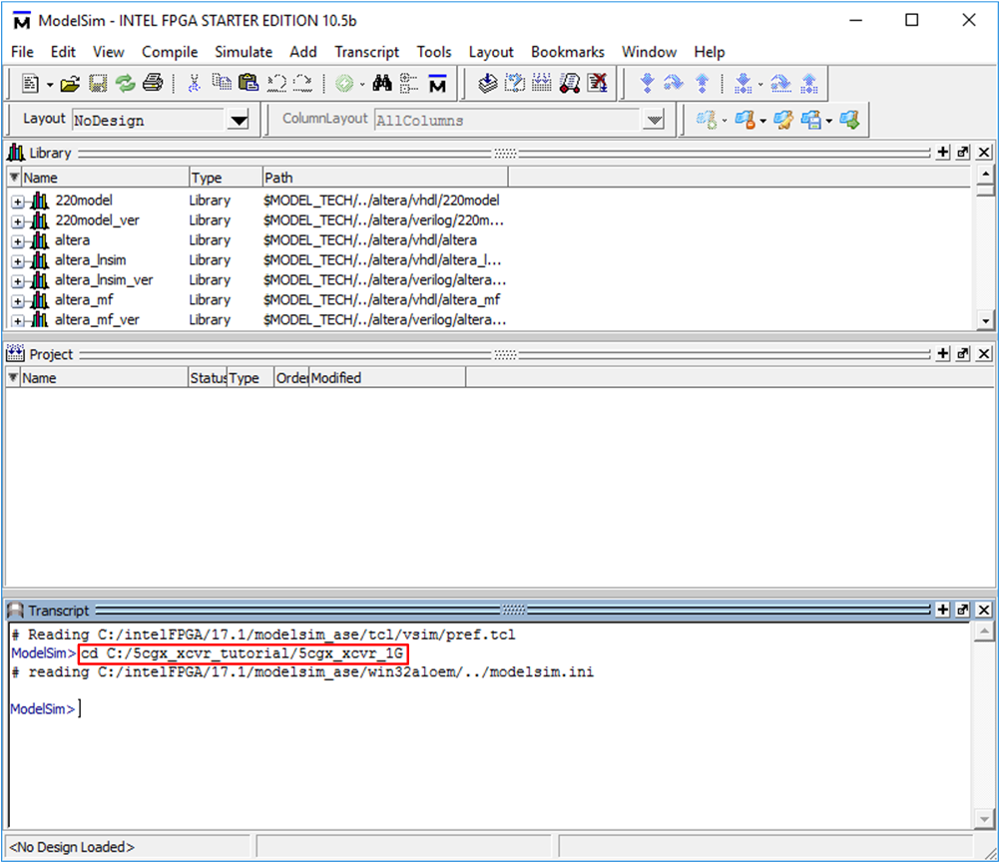 ModelSim - INTEL FPGA STARTER EDITION 10.5b
File Edit View Compile Simulate Add Transcript Tools Layout Bookmarks Window Help
Layout NoDesign ColumnLayout AllColumns
Library
Name Type Path
220model Library $MODEL_TECH/../altera/vhdl/220model
220model_ver Library $MODEL_TECH/../altera/verilog/220m...
altera Library $MODEL_TECH/../altera/vhdl/altera
altera_lnsim Library $MODEL_TECH/../altera/vhdl/altera_l...
altera_lnsim_ver Library $MODEL_TECH/../altera/verilog/altera...
altera_mf Library $MODEL_TECH/../altera/vhdl/altera_mf
altera_mf_ver Library $MODEL_TECH/../altera/verilog/altera...
Project
Name Status Type Order Modified
Transcript
# Reading C:/intelFPGA/17.1/modelsim_ase/tcl/vsim/pref.tcl
ModelSim> cd C:/5cgx_xcvr_tutorial/5cgx_xcvr_1G
# reading C:/intelFPGA/17.1/modelsim_ase/win32aloem/../modelsim.ini
ModelSim>
<No Design Loaded>